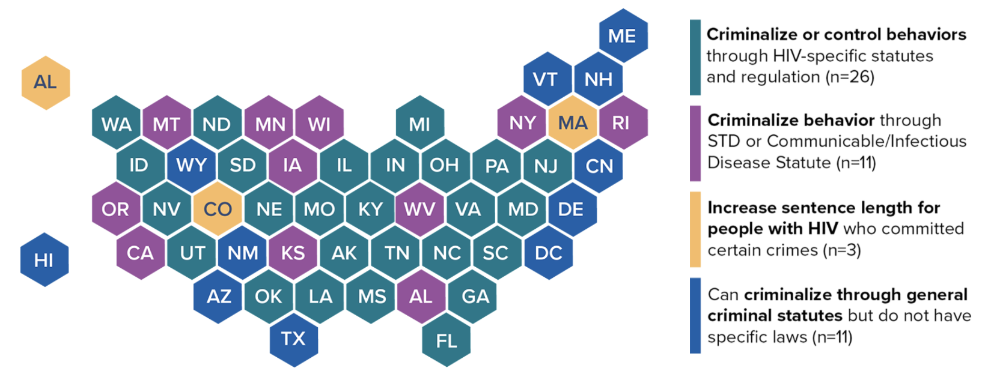 ME
AL
VT NH
WA MT ND MN WI MI NY MA RI
ID WY SD IA IL IN OH PA NJ CN
OR NV CO NE MO KY WV VA MD DE
HI
CA UT NM KS AK TN NC SC DC
AZ OK LA MS AL GA
TX FL
Criminalize or control behaviors
through HIV-specific statutes
and regulation (n=26)
Criminalize behavior through
STD or Communicable/Infectious
Disease Statute (n=11)
Increase sentence length for
people with HIV who committed
certain crimes (n=3)
Can criminalize through general
criminal statutes but do not have
specific laws (n=11)